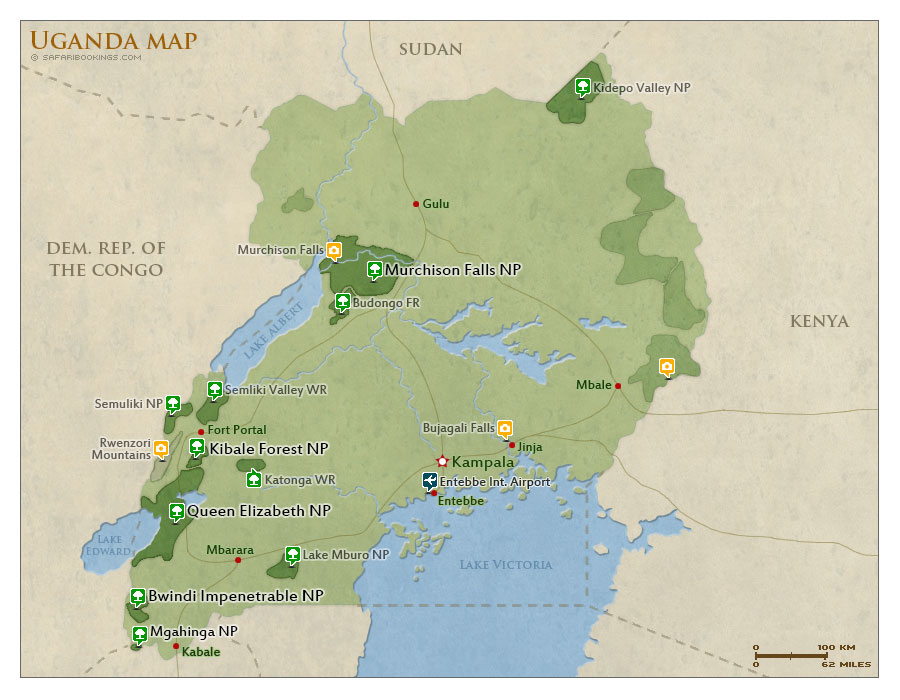 UGANDA MAP
© SAFARIBOOKINGS.COM
SUDAN
Kidepo Valley NP
Gulu
DEM. REP. OF
THE CONGO
Murchison Falls
Murchison Falls NP
Budongo FR
LAKE ALBERT
KENYA
Mbale
Semliki Valley WR
Semuliki NP
Fort Portal
Bujagali Falls
Rwenzori
Mountains
Kibale Forest NP
Jinja
Kampala
Katonga WR
Entebbe Int. Airport
Entebbe
Queen Elizabeth NP
LAKE
EDWARD
Mbarara
Lake Mburo NP
LAKE VICTORIA
Bwindi Impenetrable NP
Mgahinga NP
Kabale
0 100 KM
0 62 MILES